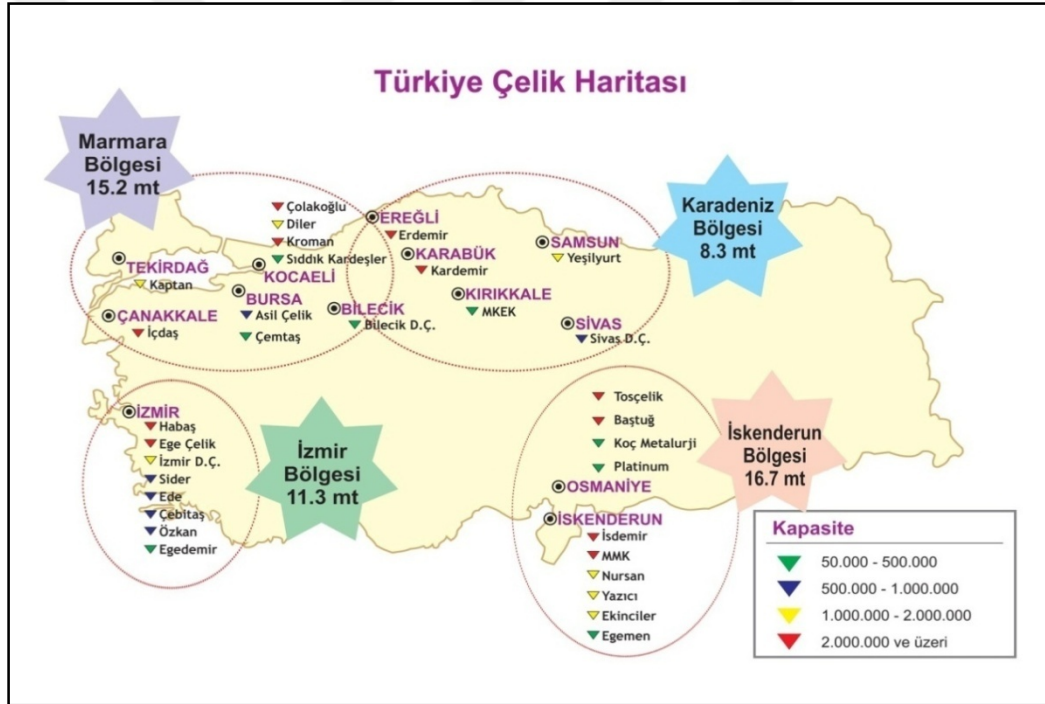 Türkiye Çelik Haritası
Marmara
Bölgesi
15.2 mt
Karadeniz
Bölgesi
8.3 mt
Çolakoğlu
Diler
Kroman
Sıddık Kardeşler
KOCAELİ
TEKİRDAĞ
Kaptan
BURSA
Asil Çelik
Çemtaş
ÇANAKKALE
İçdaş
BİLECİK
Bilecik D.Ç.
EREĞLİ
Erdemir
KARABÜK
Kardemir
SAMSUN
Yeşilyurt
KIRIKKALE
MKEK
SİVAS
Sivas D.Ç.
İZMİR
Habaş
Ege Çelik
İzmir D.Ç.
Sider
Ede
Çebitaş
Özkan
Egedemir
İzmir
Bölgesi
11.3 mt
Tosçelik
Baştuğ
Koç Metalurji
Platinum
OSMANİYE
İSKENDERUN
İsdemir
MMK
Nursan
Yazıcı
Ekinciler
Egemen
İskenderun
Bölgesi
16.7 mt
Kapasite
50.000 - 500.000
500.000 - 1.000.000
1.000.000 - 2.000.000
2.000.000 ve üzeri